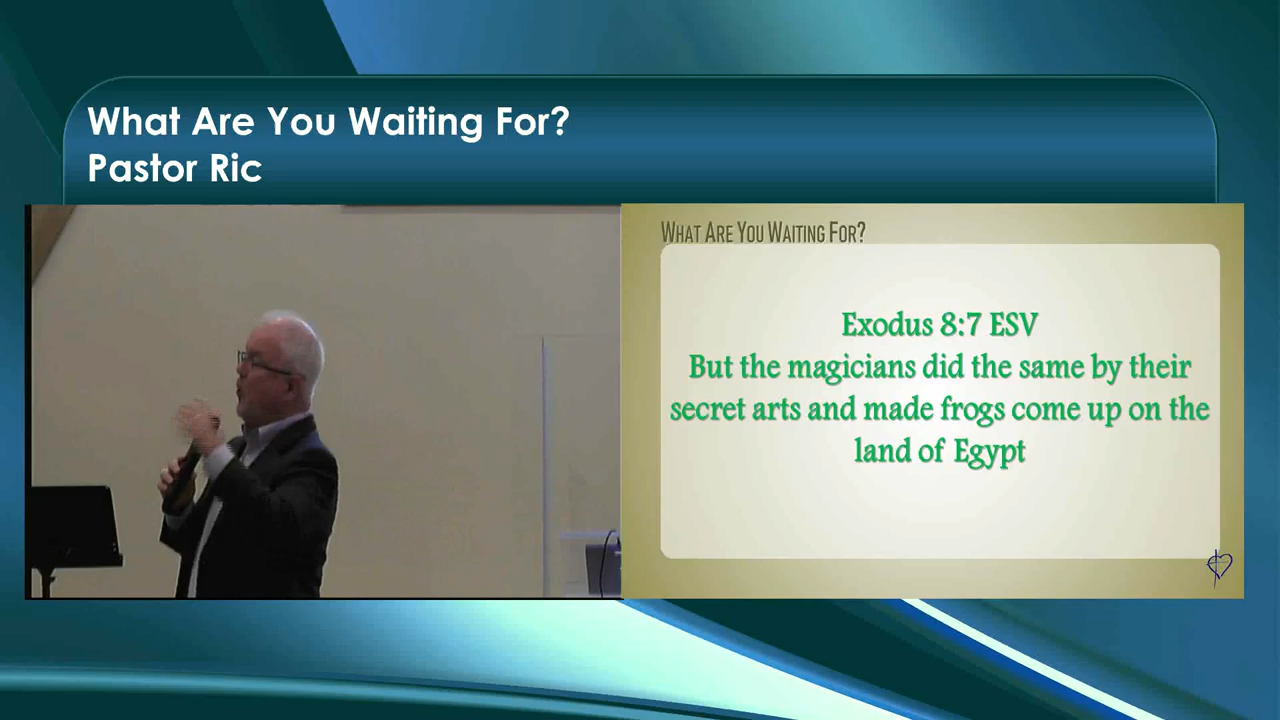 What Are You Waiting For?
Pastor Ric
What Are You Waiting For?
Exodus 8:7 ESV
But the magicians did the same by their
secret arts and made frogs come up on the
land of Egypt